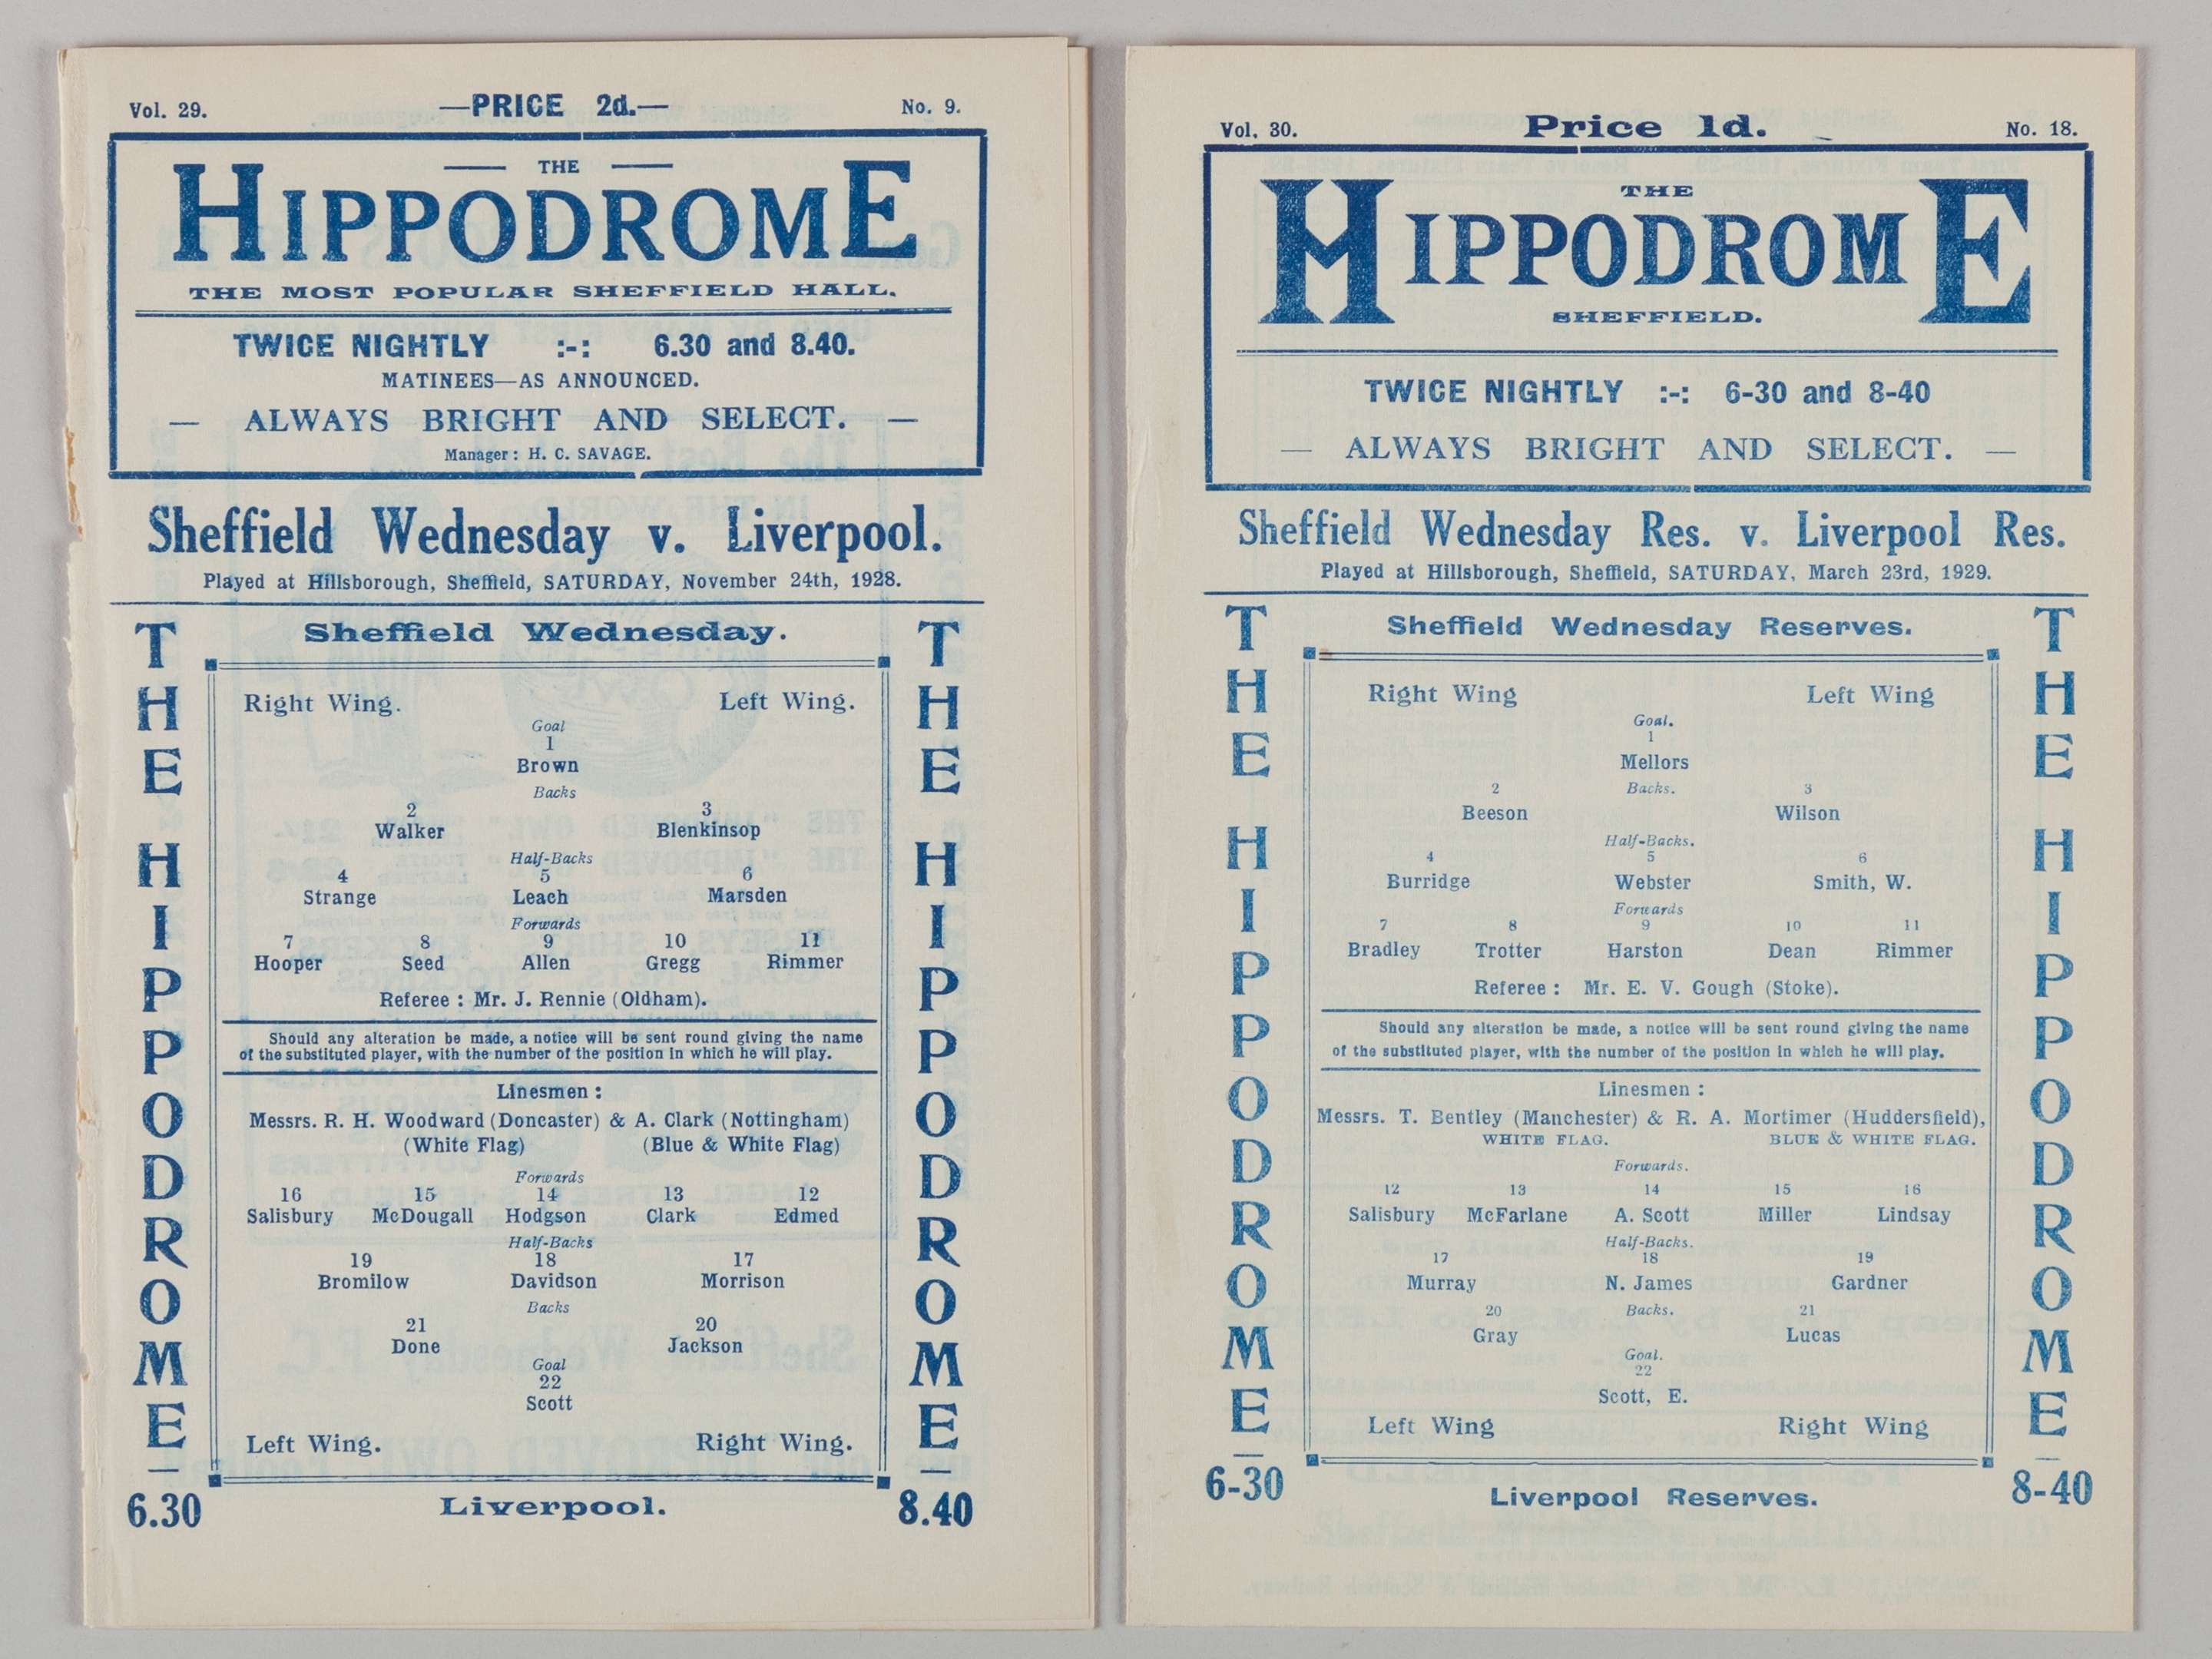 Vol. 29. —PRICE 2d.— No. 9.
— THE —
HIPPODROME
THE MOST POPULAR SHEFFIELD HALL.
TWICE NIGHTLY :-: 6.30 and 8.40.
MATINEES—AS ANNOUNCED.
— ALWAYS BRIGHT AND SELECT. —
Manager: H. C. SAVAGE.
Sheffield Wednesday v. Liverpool.
Played at Hillsborough, Sheffield, SATURDAY, November 24th, 1928.
THE HIPPODROME
6.30
Sheffield Wednesday.
Right Wing. Left Wing.
Goal
1
Brown
Backs
2 3
Walker Blenkinsop
Half-Backs
4 5 6
Strange Leach Marsden
Forwards
7 8 9 10 11
Hooper Seed Allen Gregg Rimmer
Referee : Mr. J. Rennie (Oldham).
Should any alteration be made, a notice will be sent round giving the name
of the substituted player, with the number of the position in which he will play.
Linesmen :
Messrs. R. H. Woodward (Doncaster) & A. Clark (Nottingham)
(White Flag) (Blue & White Flag)
Forwards
16 15 14 13 12
Salisbury McDougall Hodgson Clark Edmed
Half-Backs
19 18 17
Bromilow Davidson Morrison
Backs
21 20
Done Jackson
Goal
22
Scott
Left Wing. Right Wing.
Liverpool.
THE HIPPODROME
8.40
Vol. 30. Price 1d. No. 18.
THE
HIPPODROME
SHEFFIELD.
TWICE NIGHTLY :-: 6-30 and 8-40
— ALWAYS BRIGHT AND SELECT. —
Sheffield Wednesday Res. v. Liverpool Res.
Played at Hillsborough, Sheffield, SATURDAY, March 23rd, 1929.
THE HIPPODROME
6-30
Sheffield Wednesday Reserves.
Right Wing Left Wing
Goal.
1
Mellors
2 Backs. 3
Beeson Wilson
Half-Backs.
4 5 6
Burridge Webster Smith, W.
Forwards
7 8 9 10 11
Bradley Trotter Harston Dean Rimmer
Referee : Mr. E. V. Gough (Stoke).
Should any alteration be made, a notice will be sent round giving the name
of the substituted player, with the number of the position in which he will play.
Linesmen :
Messrs. T. Bentley (Manchester) & R. A. Mortimer (Huddersfield),
WHITE FLAG. BLUE & WHITE FLAG.
Forwards.
12 13 14 15 16
Salisbury McFarlane A. Scott Miller Lindsay
Half-Backs.
17 18 19
Murray N. James Gardner
20 Backs. 21
Gray Lucas
Goal.
22
Scott, E.
Left Wing Right Wing
Liverpool Reserves.
THE HIPPODROME
8-40